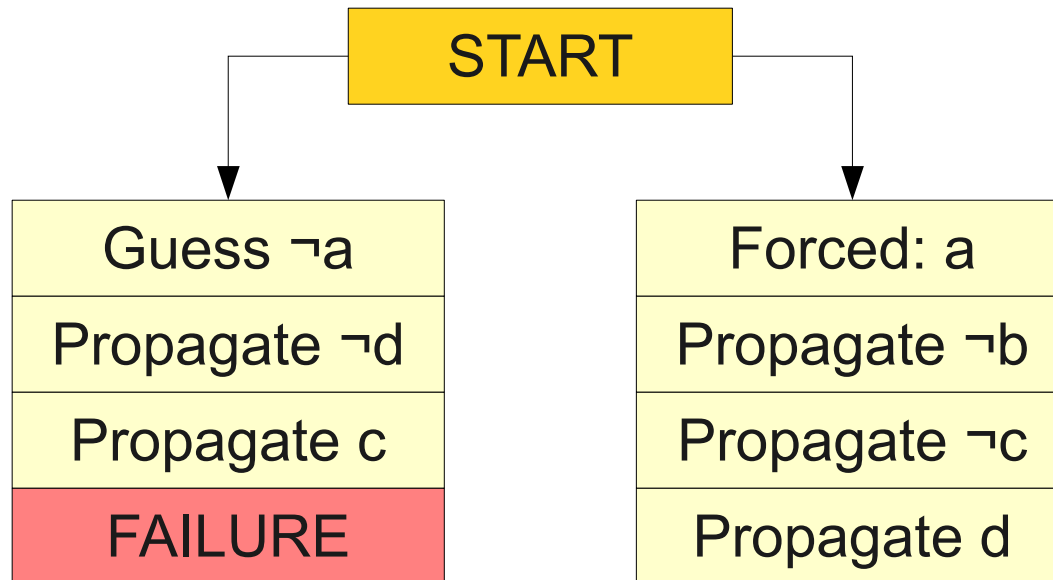 START
Guess ¬a
Propagate ¬d
Propagate c
FAILURE
Forced: a
Propagate ¬b
Propagate ¬c
Propagate d